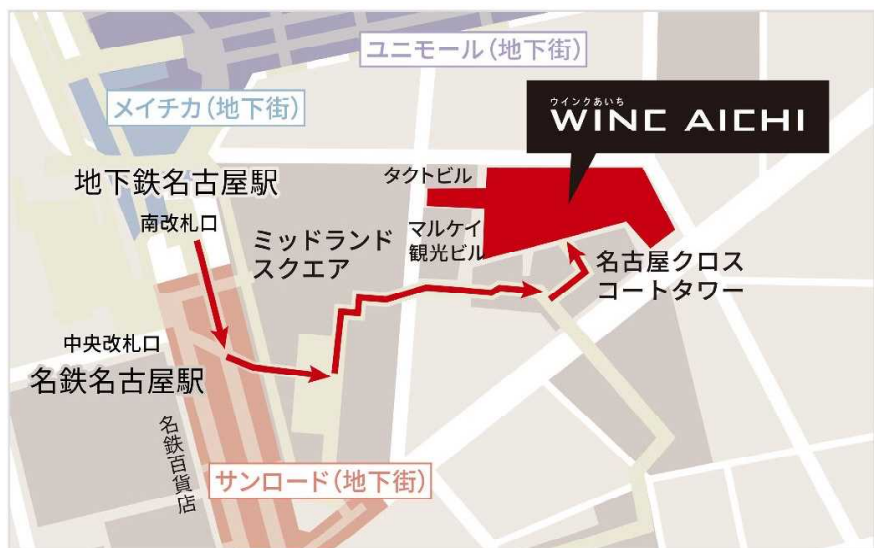 ユニモール(地下街)
メイチカ(地下街)
ウインクあいち
WINC AICHI
地下鉄名古屋駅
南改札口
タクトビル
マルケイ
観光ビル
ミッドランド
スクエア
名古屋クロス
コートタワー
中央改札口
名鉄名古屋駅
名鉄百貨店
サンロード(地下街)